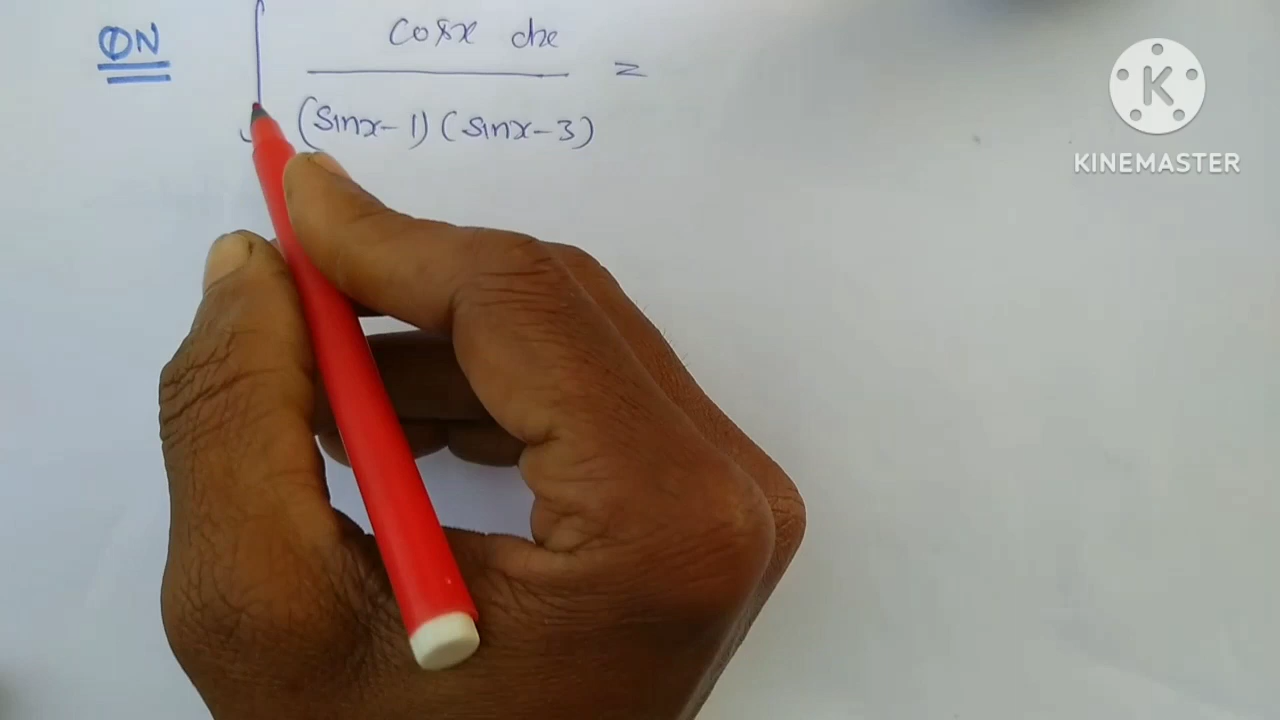 QN ∫ cosx dx / (sinx-1)(sinx-3) =
K
KINEMASTER